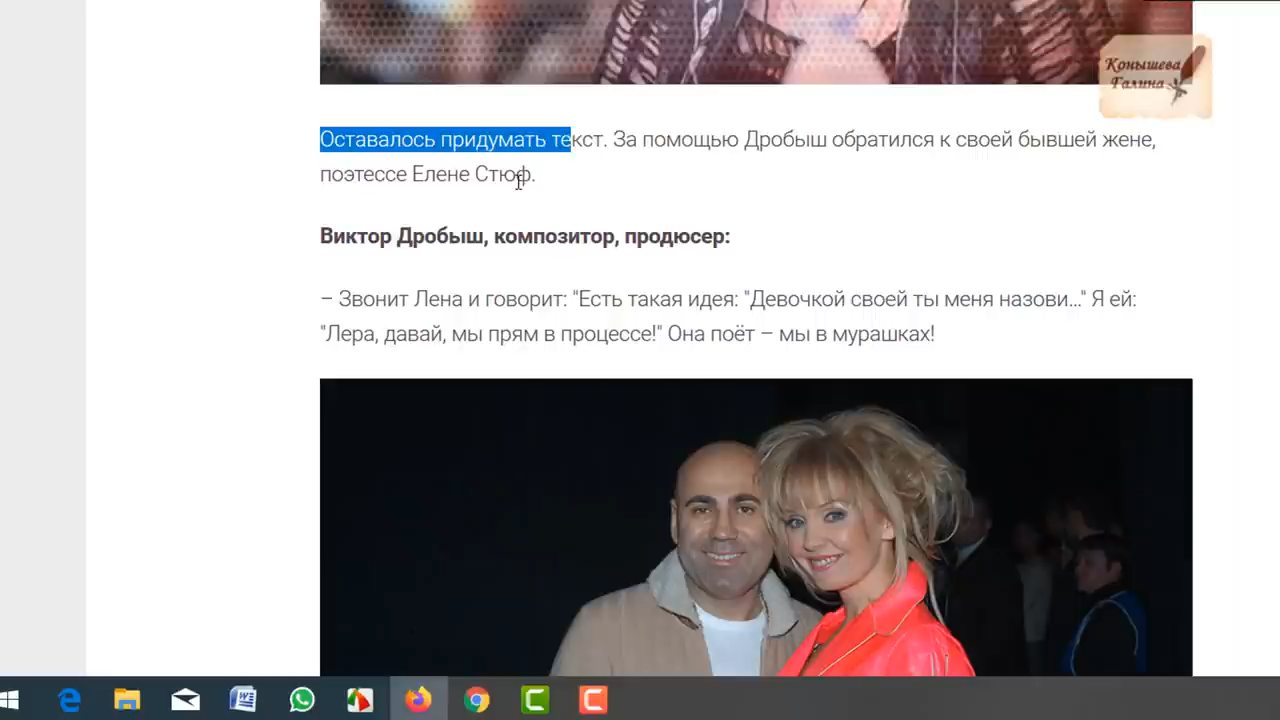 Конышева
Галина
Оставалось придумать текст. За помощью Дробыш обратился к своей бывшей жене,
поэтессе Елене Стюф.
Виктор Дробыш, композитор, продюсер:
– Звонит Лена и говорит: "Есть такая идея: "Девочкой своей ты меня назови…" Я ей:
"Лера, давай, мы прям в процессе!" Она поёт – мы в мурашках!